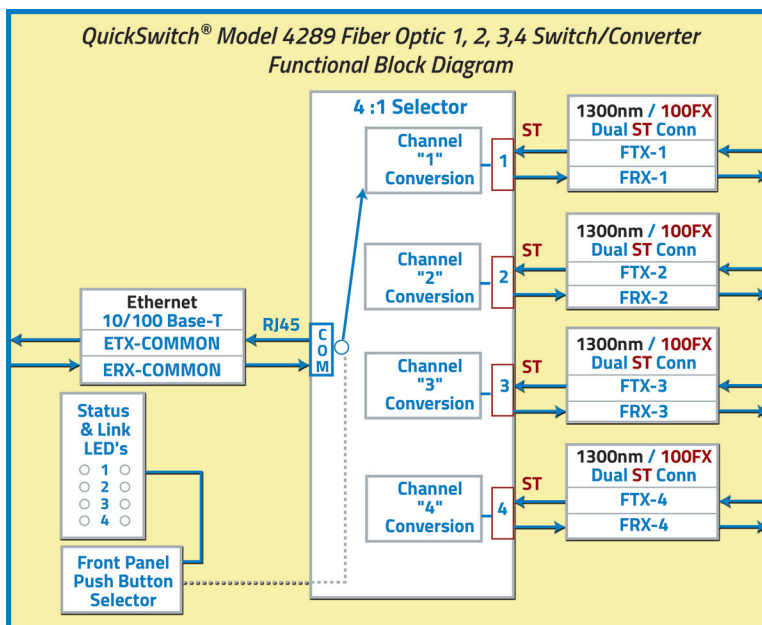 QuickSwitch® Model 4289 Fiber Optic 1, 2, 3,4 Switch/Converter
Functional Block Diagram
4 :1 Selector
Channel
"1"
Conversion
1
ST
1300nm / 100FX
Dual ST Conn
FTX-1
FRX-1
Channel
"2"
Conversion
2
ST
1300nm / 100FX
Dual ST Conn
FTX-2
FRX-2
Ethernet
10/100 Base-T
ETX-COMMON
ERX-COMMON
RJ45
COM
Channel
"3"
Conversion
3
ST
1300nm / 100FX
Dual ST Conn
FTX-3
FRX-3
Status
& Link
LED's
1
2
3
4
Channel
"4"
Conversion
4
ST
1300nm / 100FX
Dual ST Conn
FTX-4
FRX-4
Front Panel
Push Button
Selector